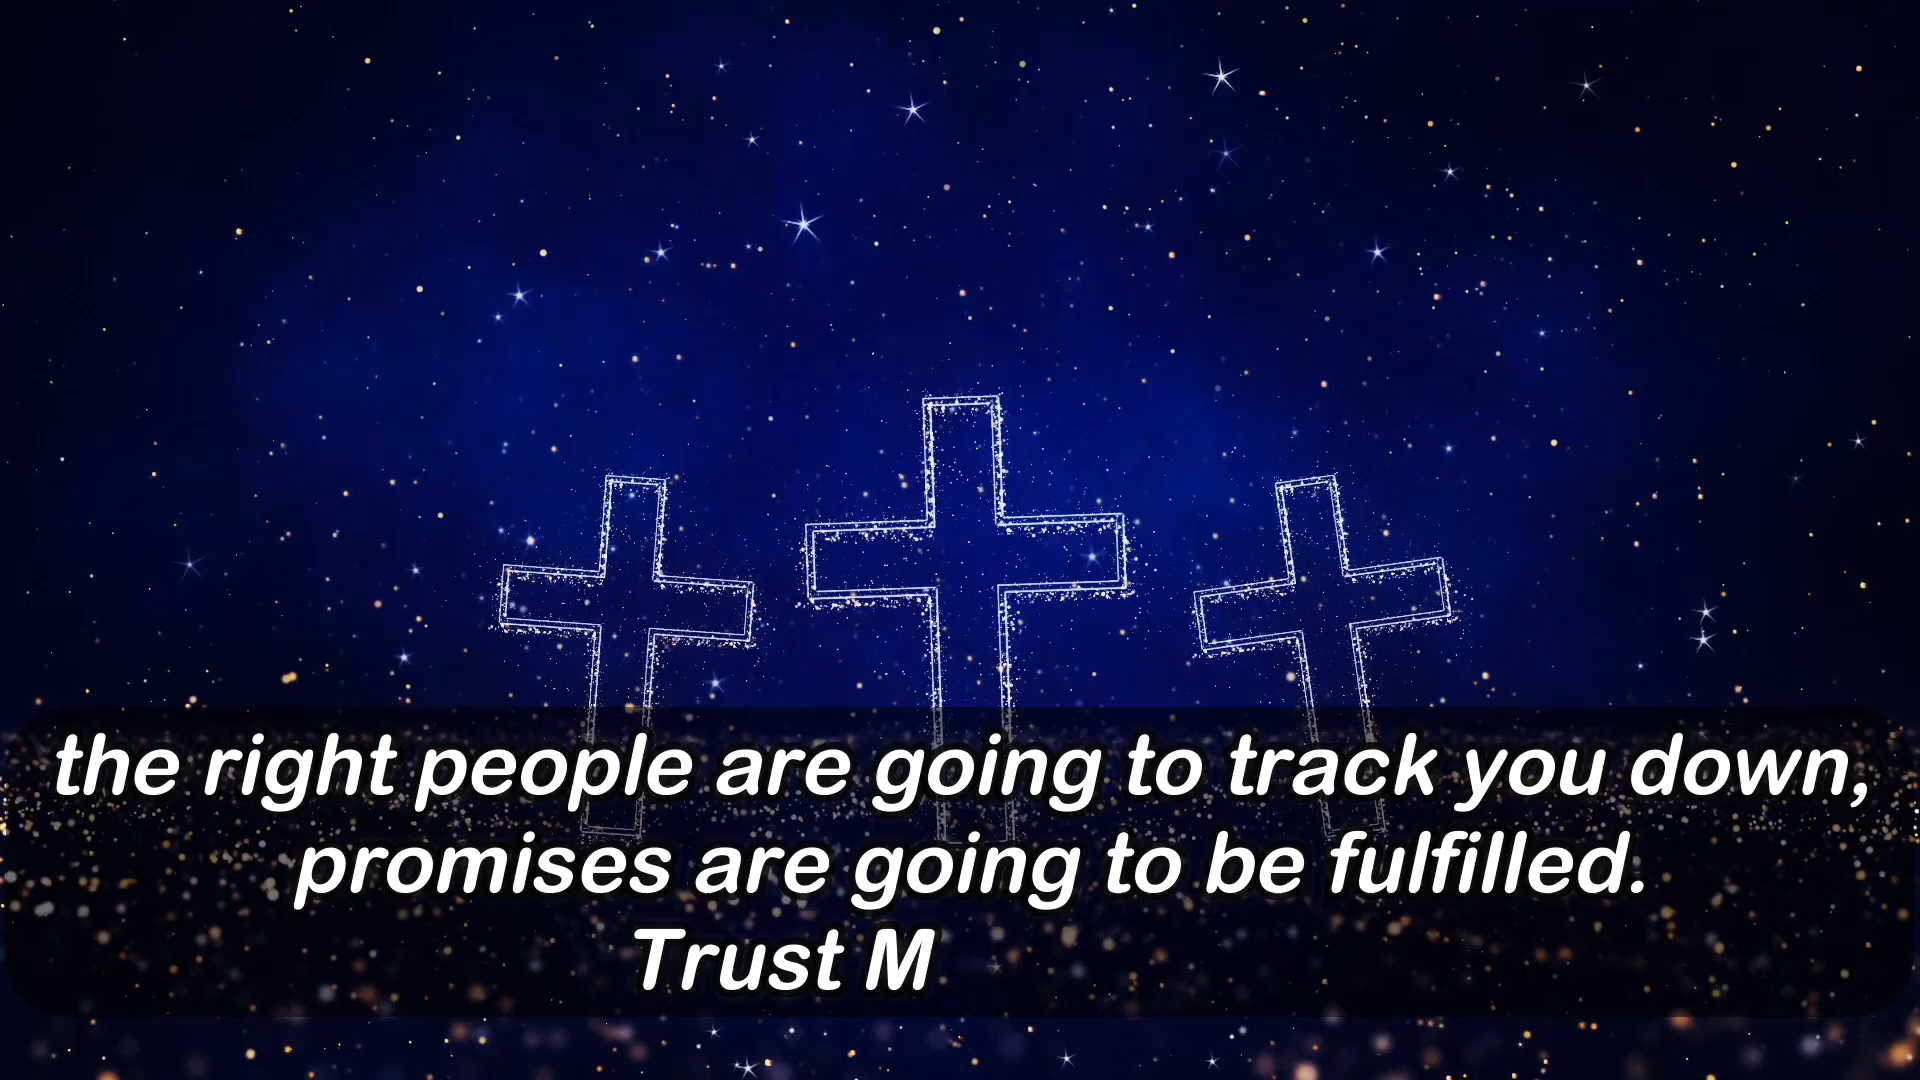 the right people are going to track you down,
promises are going to be fulfilled.
Trust M